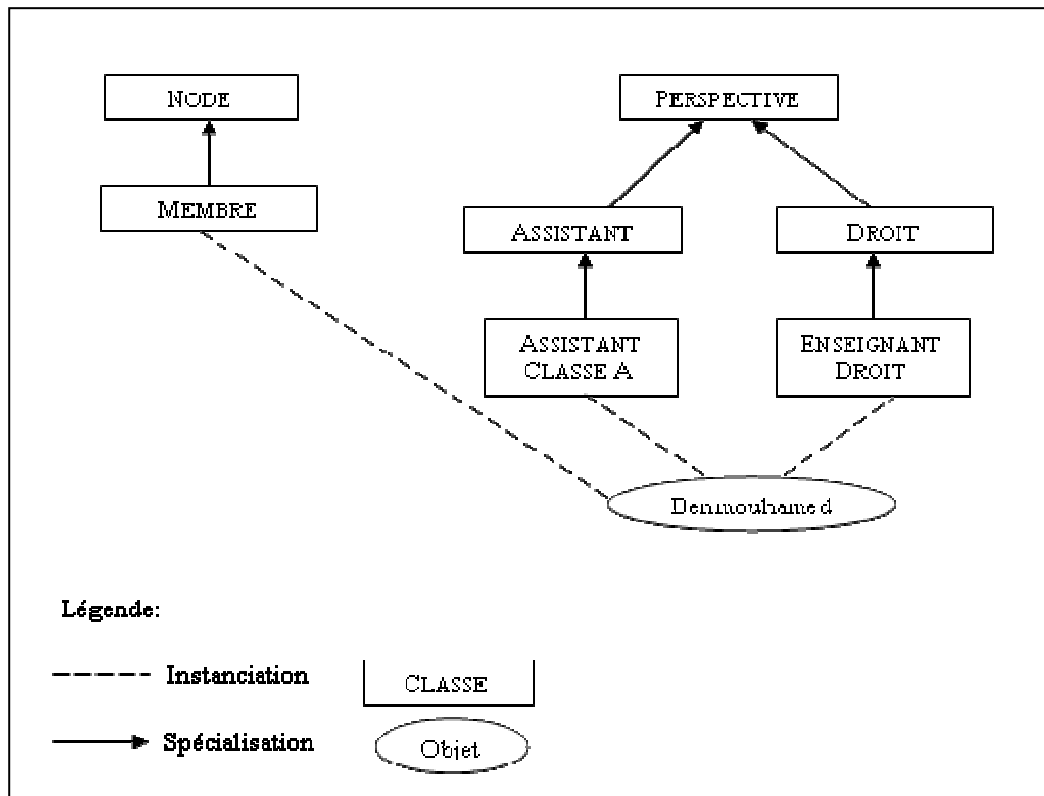 NODE
PERSPECTIVE
MEMBRE
ASSISTANT
DROIT
ASSISTANT
CLASSE A
ENSEIGNANT
DROIT
Benmouhamed
Légende:
Instanciation
CLASSE
Spécialisation
Objet